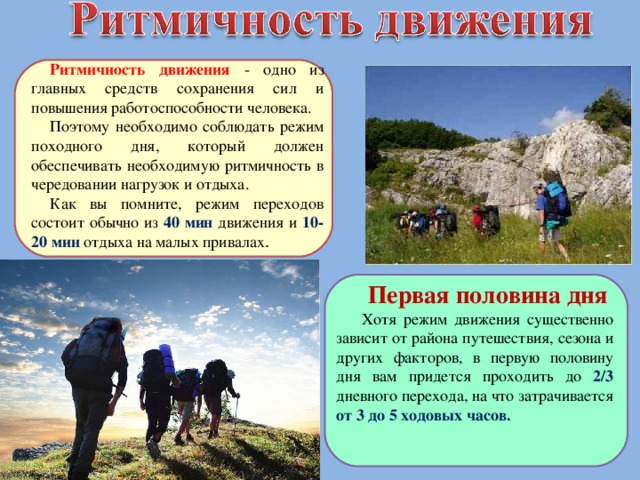 Ритмичность движения
Ритмичность движения - одно из
главных средств сохранения сил и
повышения работоспособности человека.
Поэтому необходимо соблюдать режим
походного дня, который должен
обеспечивать необходимую ритмичность в
чередовании нагрузок и отдыха.
Как вы помните, режим переходов
состоит обычно из 40 мин движения и 10-
20 мин отдыха на малых привалах.
Первая половина дня
Хотя режим движения существенно
зависит от района путешествия, сезона и
других факторов, в первую половину
дня вам придется проходить до 2/3
дневного перехода, на что затрачивается
от 3 до 5 ходовых часов.